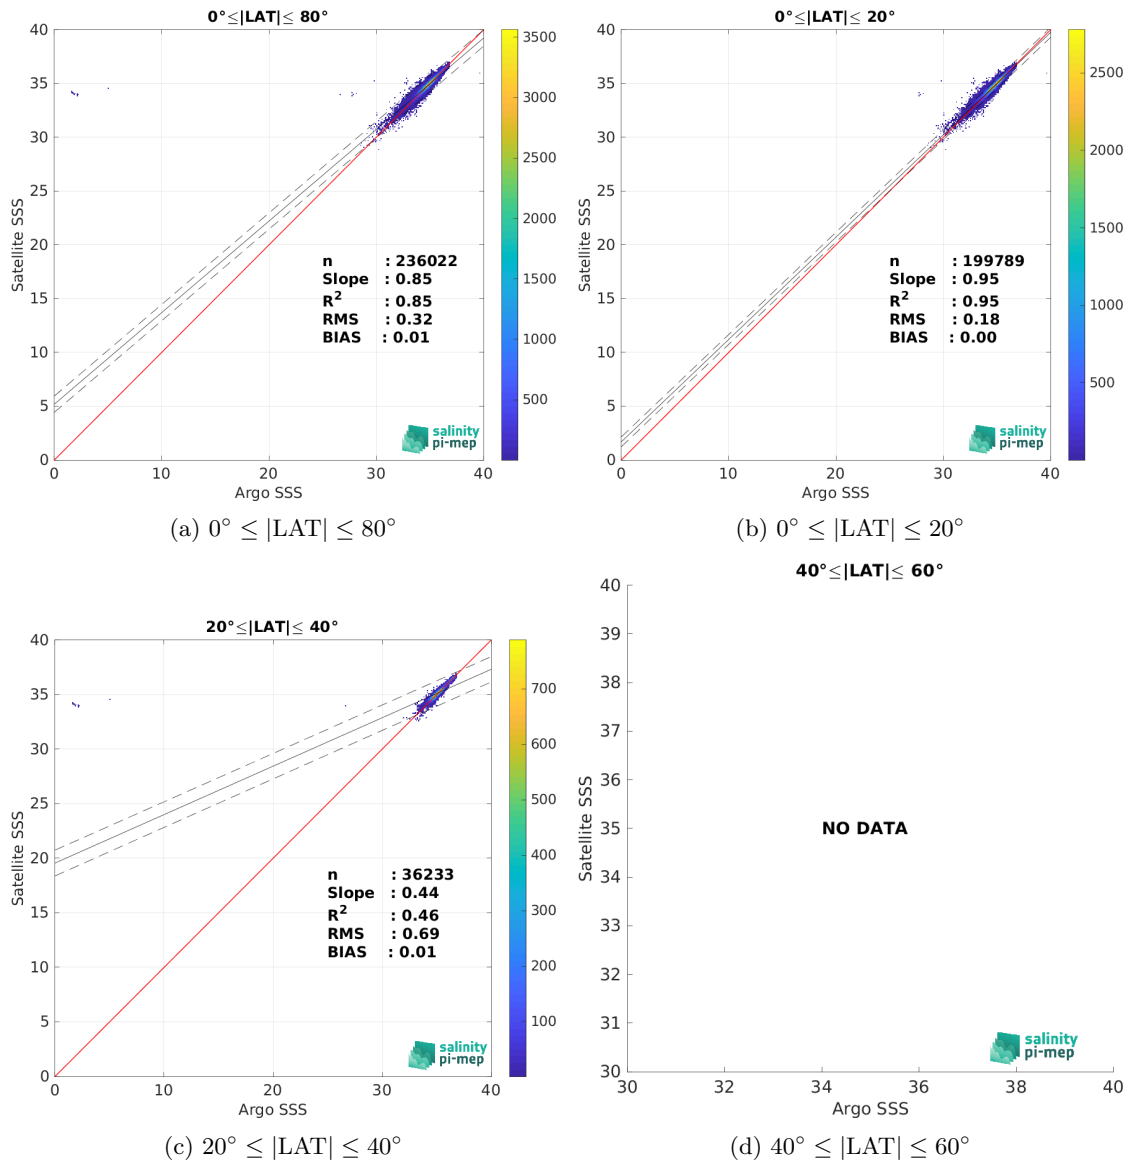 0°≤|LAT|≤ 80°
40
35
30
25
20
15
10
5
0
Satellite SSS
n : 236022
Slope : 0.85
R² : 0.85
RMS : 0.32
BIAS : 0.01
salinity
pi-mep
0 10 20 30 40
Argo SSS
3500
3000
2500
2000
1500
1000
500
(a) 0° ≤ |LAT| ≤ 80°
0°≤|LAT|≤ 20°
40
35
30
25
20
15
10
5
0
Satellite SSS
n : 199789
Slope : 0.95
R² : 0.95
RMS : 0.18
BIAS : 0.00
salinity
pi-mep
0 10 20 30 40
Argo SSS
2500
2000
1500
1000
500
(b) 0° ≤ |LAT| ≤ 20°
20°≤|LAT|≤ 40°
40
35
30
25
20
15
10
5
0
Satellite SSS
n : 36233
Slope : 0.44
R² : 0.46
RMS : 0.69
BIAS : 0.01
salinity
pi-mep
0 10 20 30 40
Argo SSS
700
600
500
400
300
200
100
(c) 20° ≤ |LAT| ≤ 40°
40°≤|LAT|≤ 60°
40
39
38
37
36
35
34
33
32
31
30
Satellite SSS
NO DATA
salinity
pi-mep
30 32 34 36 38 40
Argo SSS
(d) 40° ≤ |LAT| ≤ 60°